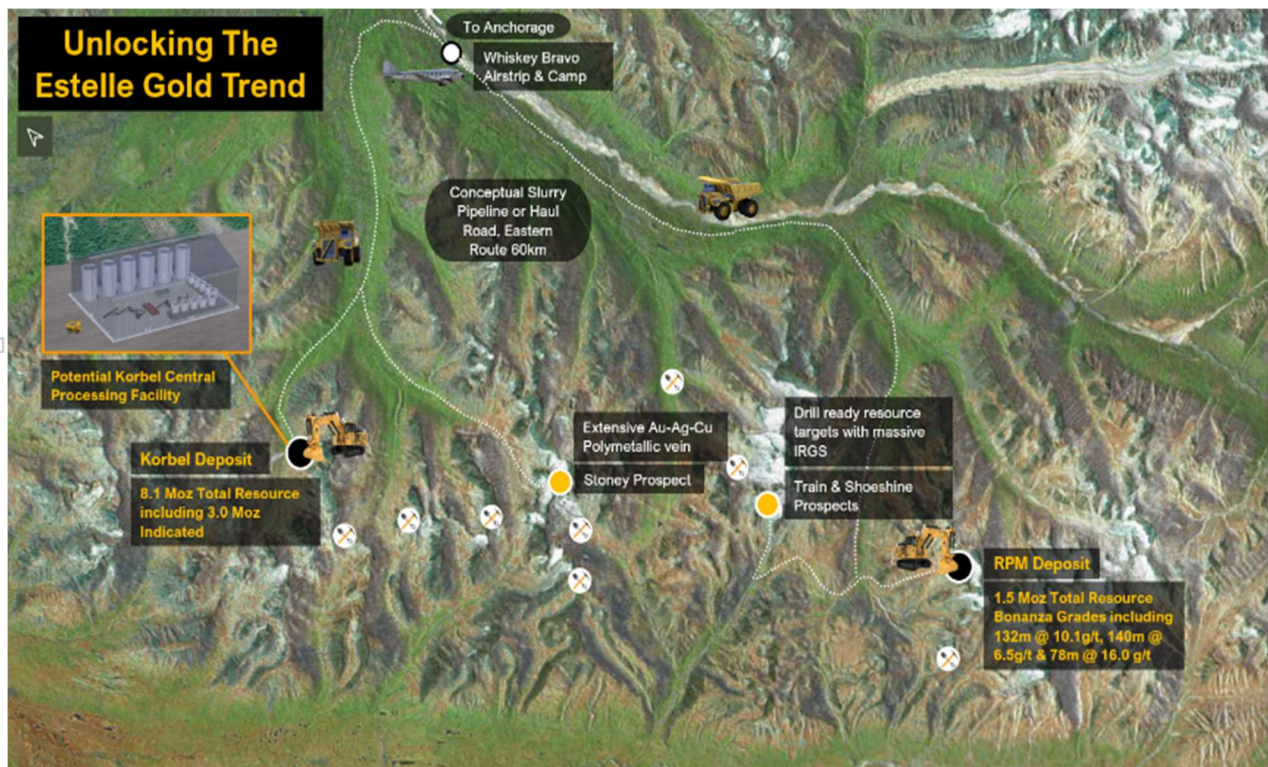 Unlocking The
Estelle Gold Trend
To Anchorage
Whiskey Bravo
Airstrip & Camp
Conceptual Slurry
Pipeline or Haul
Road, Eastern
Route 60km
Potential Korbel Central
Processing Facility
Korbel Deposit
8.1 Moz Total Resource
including 3.0 Moz
Indicated
Extensive Au-Ag-Cu
Polymetallic vein
Stoney Prospect
Drill ready resource
targets with massive
IRGS
Train & Shoeshine
Prospects
RPM Deposit
1.5 Moz Total Resource
Bonanza Grades including
132m @ 10.1g/t, 140m @
6.5g/t & 78m @ 16.0 g/t